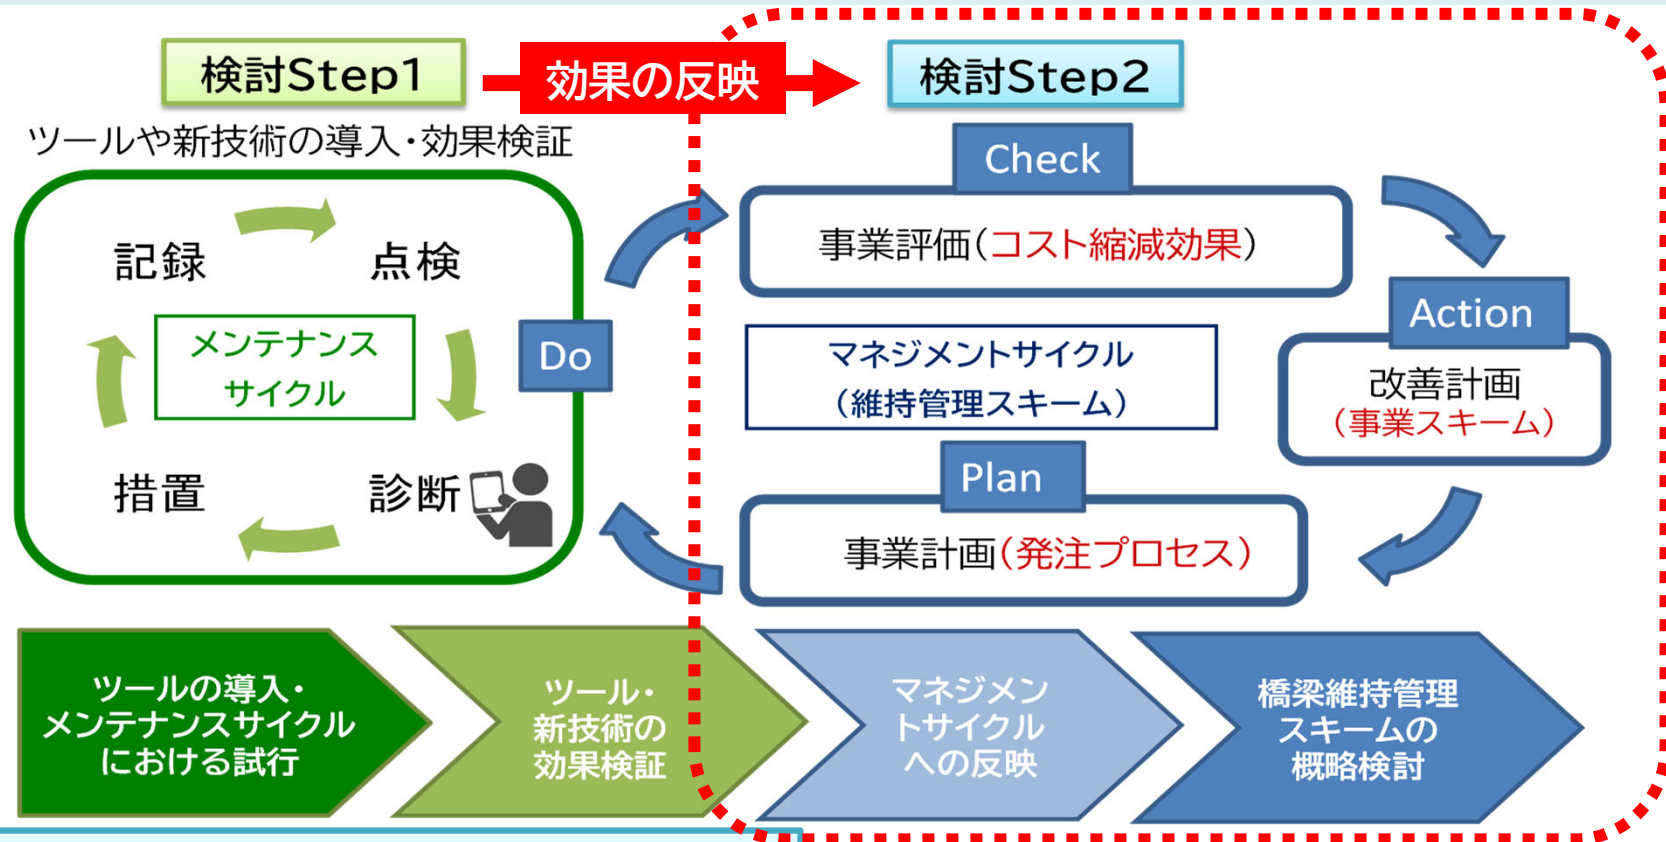 検討Step1
効果の反映
検討Step2
ツールや新技術の導入・効果検証
記録
点検
メンテナンス
サイクル
措置
診断
Do
Check
事業評価(コスト縮減効果)
Action
改善計画
(事業スキーム)
マネジメントサイクル
(維持管理スキーム)
Plan
事業計画(発注プロセス)
ツールの導入・
メンテナンスサイクル
における試行
ツール・
新技術の
効果検証
マネジメン
トサイクル
への反映
橋梁維持管理
スキームの
概略検討